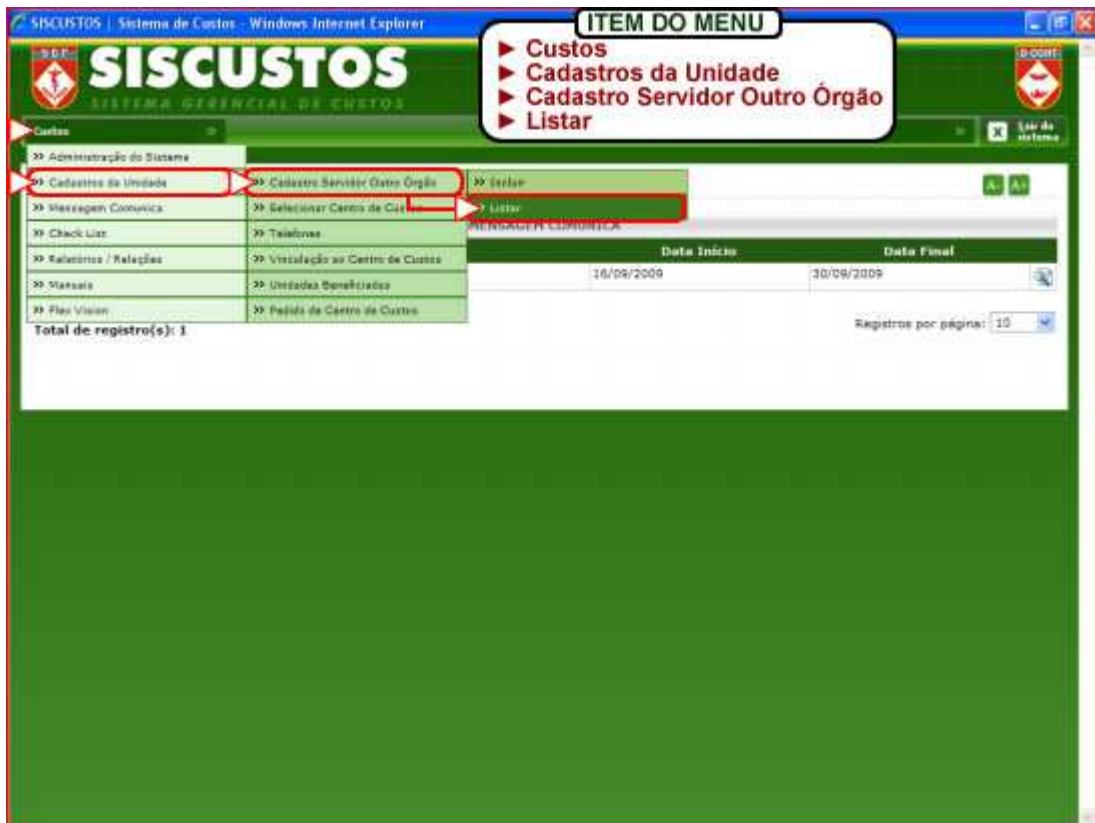 SISCUSTOS | Sistema de Custos - Windows Internet Explorer
ITEM DO MENU
► Custos
► Cadastros da Unidade
► Cadastro Servidor Outro Órgão
► Listar
SISCUSTOS
SISTEMA GERENCIAL DE CUSTOS
D CONT
Custos »
X Sair do sistema
» Administração do Sistema
» Cadastros da Unidade
» Mensagem Comunica
» Check List
» Relatórios / Relações
» Manuais
» Flex Vision
» Cadastro Servidor Outro Órgão
» Selecionar Centro de Custos
» Telefones
» Vinculação ao Centro de Custos
» Unidades Beneficiadas
» Pedido de Centro de Custos
» Incluir
» Listar
A- A+
MENSAGEM COMUNICA
Data Início Data Final
16/09/2009 30/09/2009
Total de registro(s): 1
Registros por página: 10